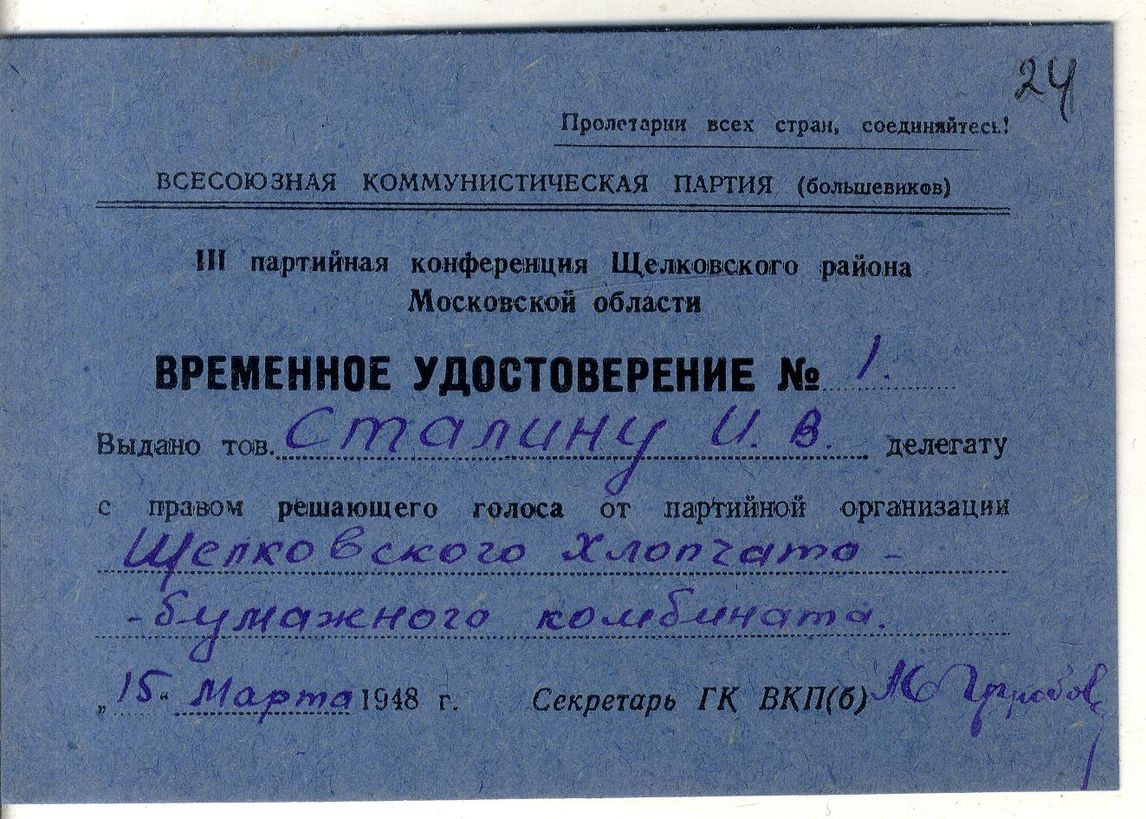 24
Пролетарии всех стран, соединяйтесь!
ВСЕСОЮЗНАЯ КОММУНИСТИЧЕСКАЯ ПАРТИЯ (большевиков)
III партийная конференция Щелковского района
Московской области
ВРЕМЕННОЕ УДОСТОВЕРЕНИЕ № 1.
Выдано тов. Сталину И. В. делегату
с правом решающего голоса от партийной организации
Щелковского Хлопчато-
-бумажного комбината.
„15“ Марта 1948 г. Секретарь ГК ВКП(б)